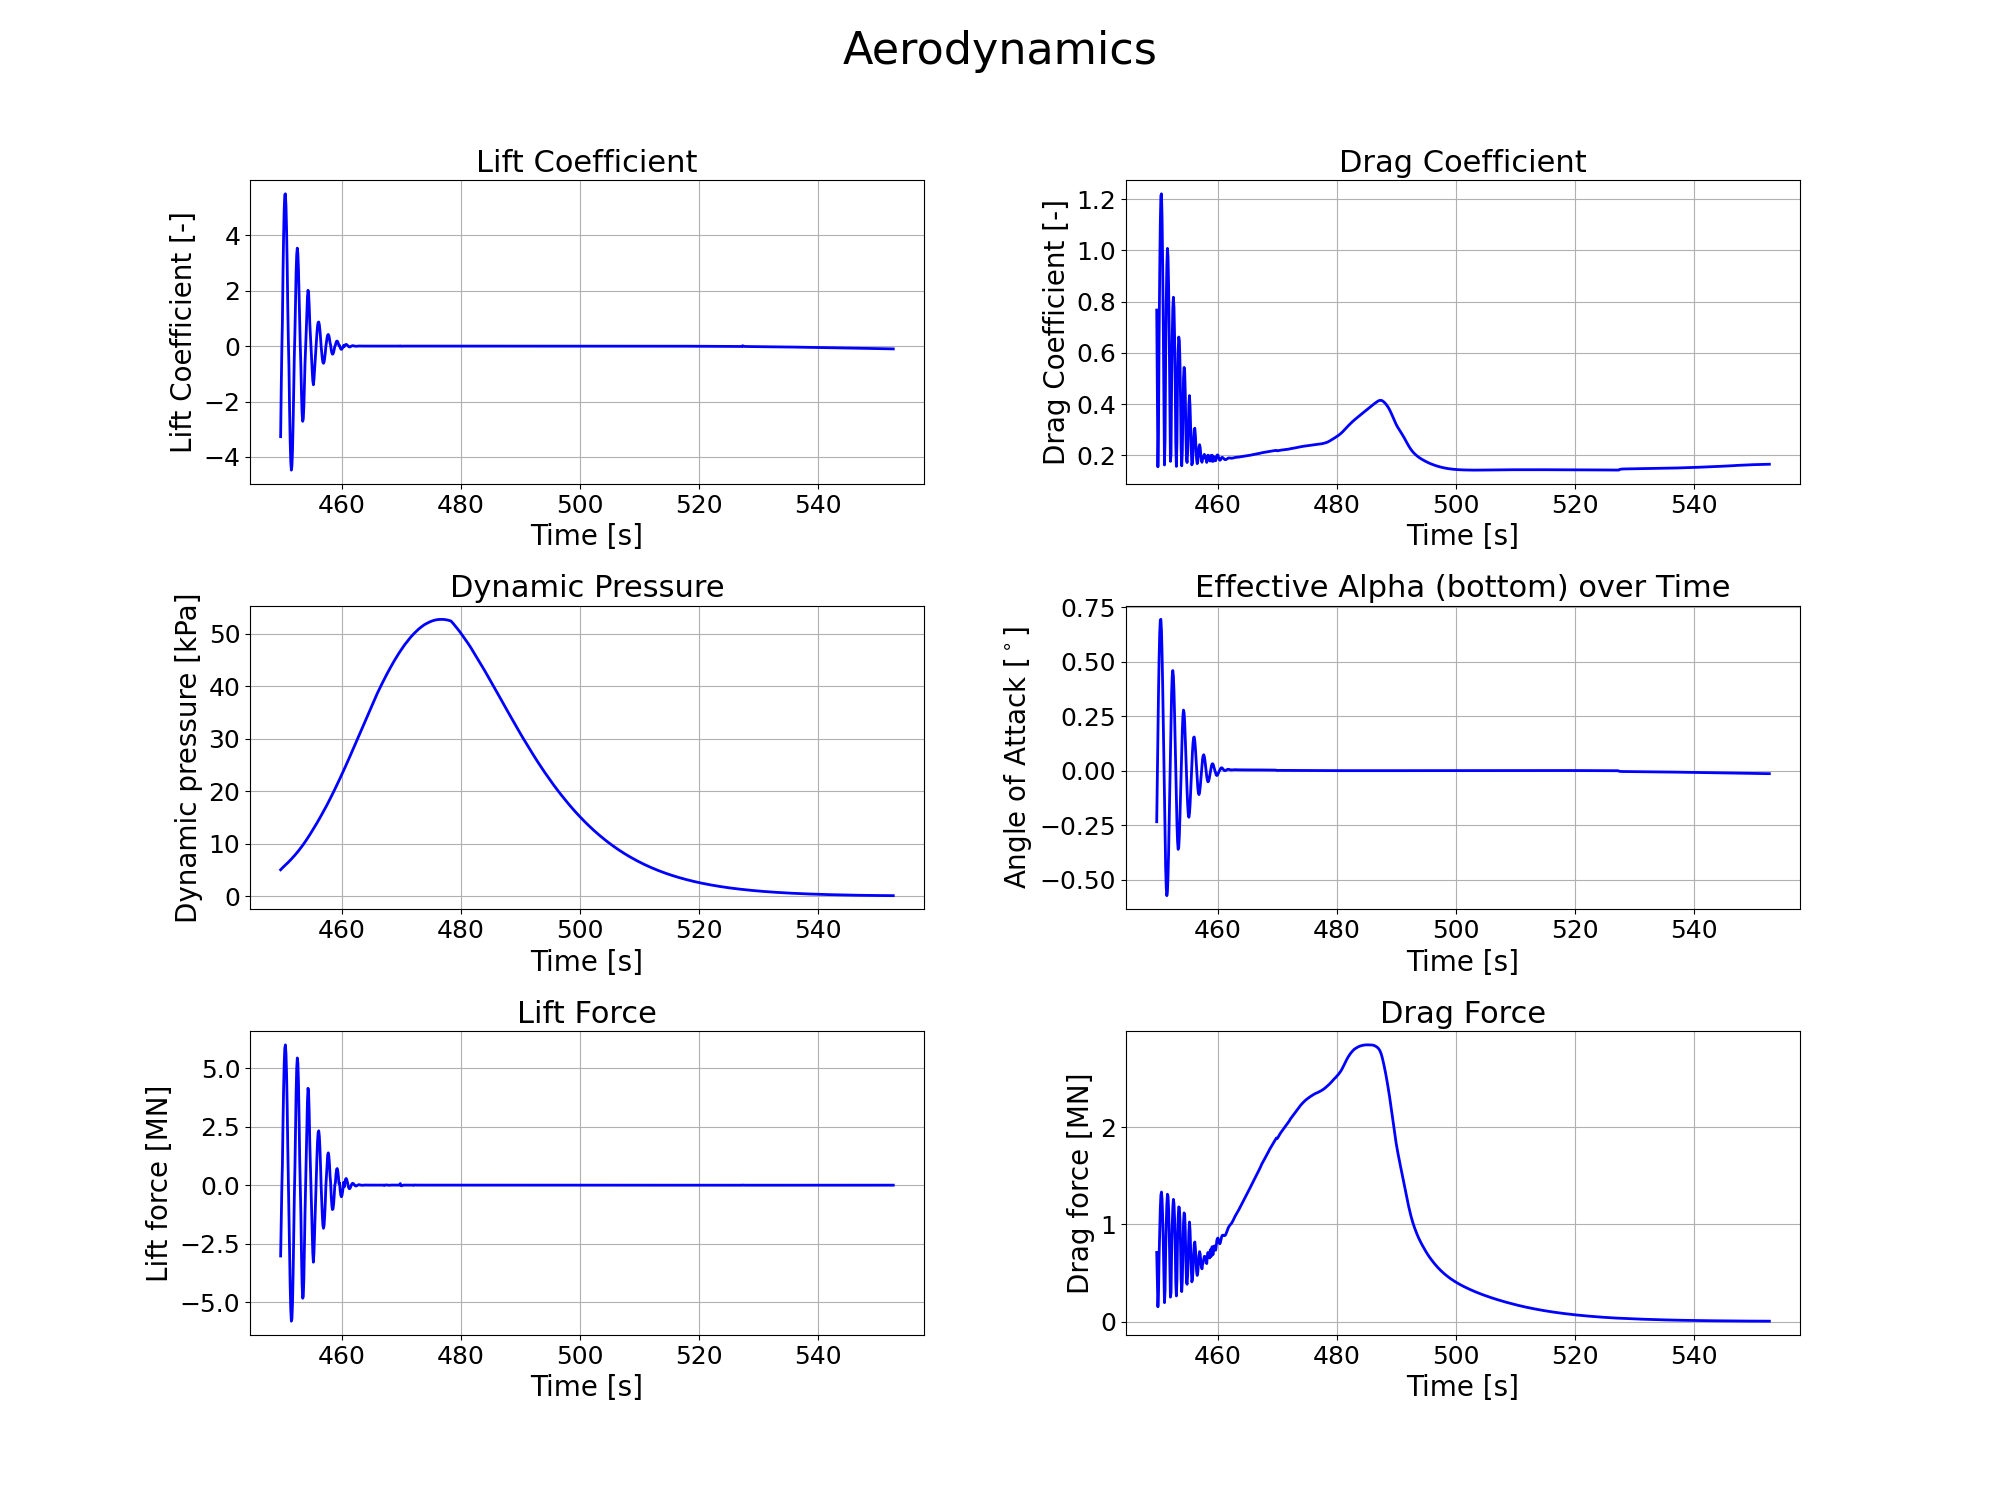 Aerodynamics
Lift Coefficient
Lift Coefficient [-]
4
2
0
−2
−4
460 480 500 520 540
Time [s]
Drag Coefficient
Drag Coefficient [-]
1.2
1.0
0.8
0.6
0.4
0.2
460 480 500 520 540
Time [s]
Dynamic Pressure
Dynamic pressure [kPa]
50
40
30
20
10
0
460 480 500 520 540
Time [s]
Effective Alpha (bottom) over Time
Angle of Attack [°]
0.75
0.50
0.25
0.00
−0.25
−0.50
460 480 500 520 540
Time [s]
Lift Force
Lift force [MN]
5.0
2.5
0.0
−2.5
−5.0
460 480 500 520 540
Time [s]
Drag Force
Drag force [MN]
2
1
0
460 480 500 520 540
Time [s]